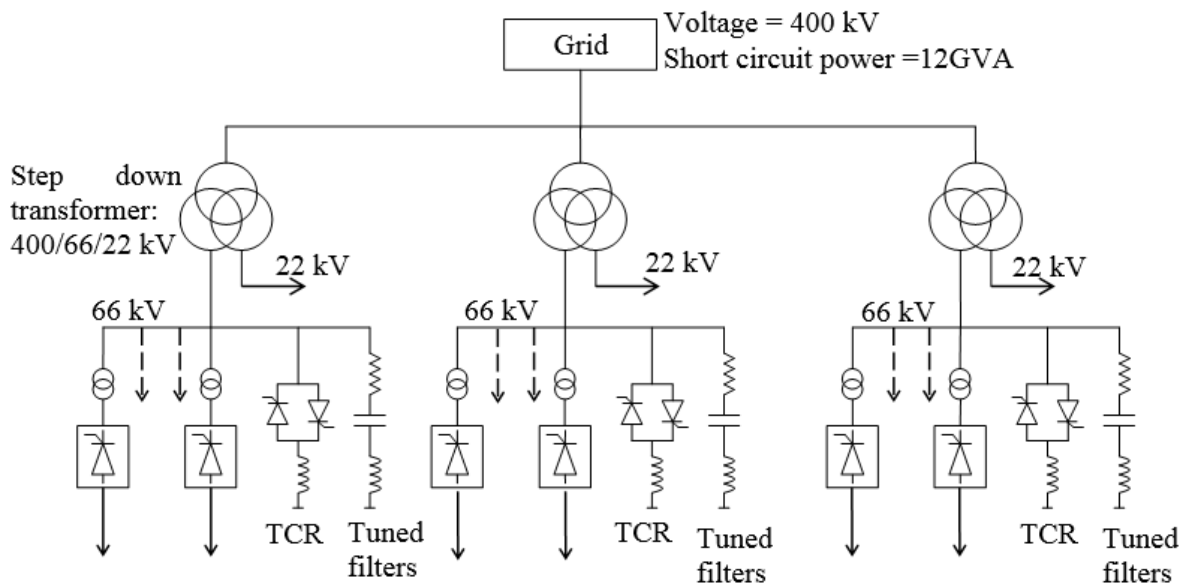 Grid
Voltage = 400 kV
Short circuit power =12GVA
Step down
transformer:
400/66/22 kV
22 kV
22 kV
22 kV
66 kV
66 kV
66 kV
TCR
Tuned
filters
TCR
Tuned
filters
TCR
Tuned
filters